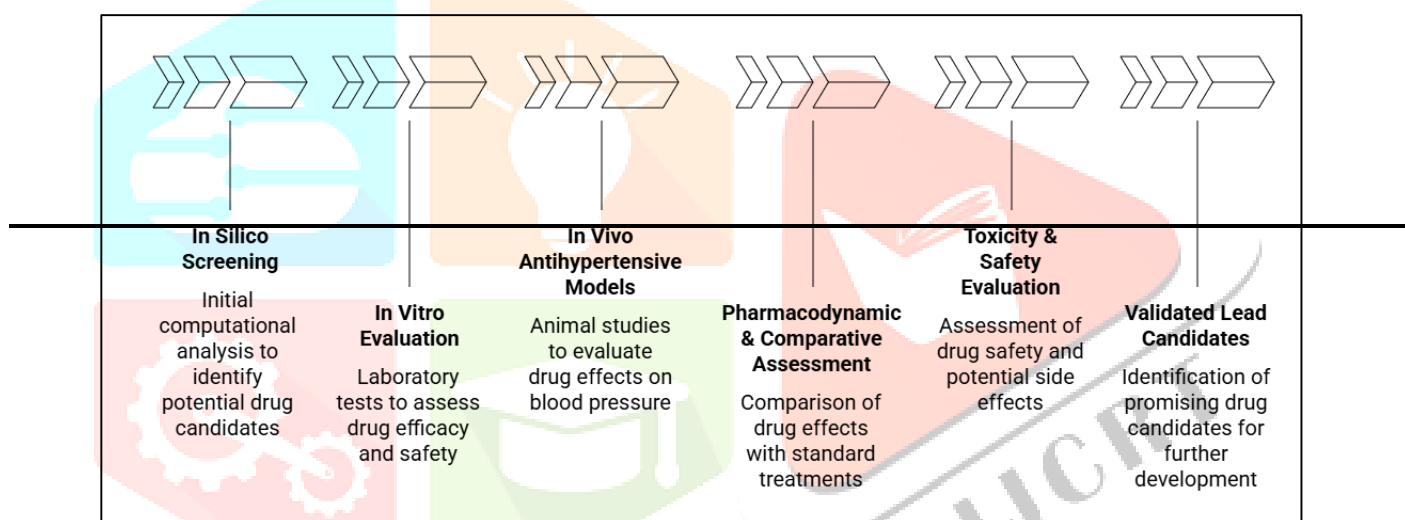 In Silico
Screening
Initial
computational
analysis to
identify
potential drug
candidates
In Vitro
Evaluation
Laboratory
tests to assess
drug efficacy
and safety
In Vivo
Antihypertensive
Models
Animal studies
to evaluate
drug effects on
blood pressure
Pharmacodynamic
& Comparative
Assessment
Comparison of
drug effects
with standard
treatments
Toxicity &
Safety
Evaluation
Assessment of
drug safety and
potential side
effects
Validated Lead
Candidates
Identification of
promising drug
candidates for
further
development